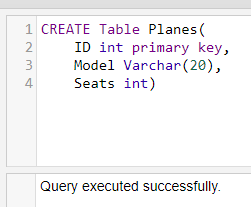 1 CREATE Table Planes(
2 ID int primary key,
3 Model Varchar(20),
4 Seats int)
Query executed successfully.